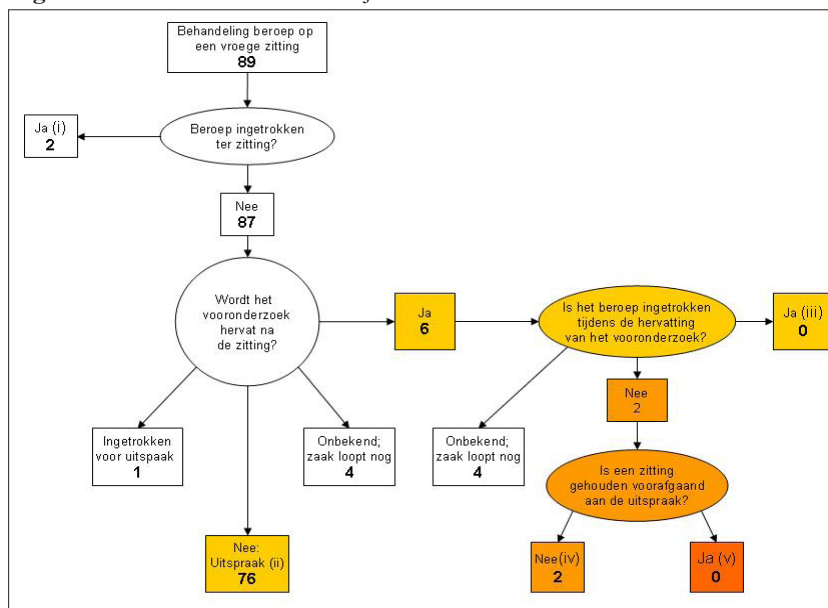 Behandeling beroep op
een vroege zitting
89
Ja (i)
2
Beroep ingetrokken
ter zitting?
Nee
87
Wordt het
vooronderzoek
hervat na
de zitting?
Ja
6
Is het beroep ingetrokken
tijdens de hervatting
van het vooronderzoek?
Ja (iii)
0
Nee
2
Ingetrokken
voor uitspaak
1
Onbekend;
zaak loopt nog
4
Onbekend;
zaak loopt nog
4
Is een zitting
gehouden voorafgaand
aan de uitspraak?
Nee:
Uitspraak (ii)
76
Nee(iv)
2
Ja (v)
0